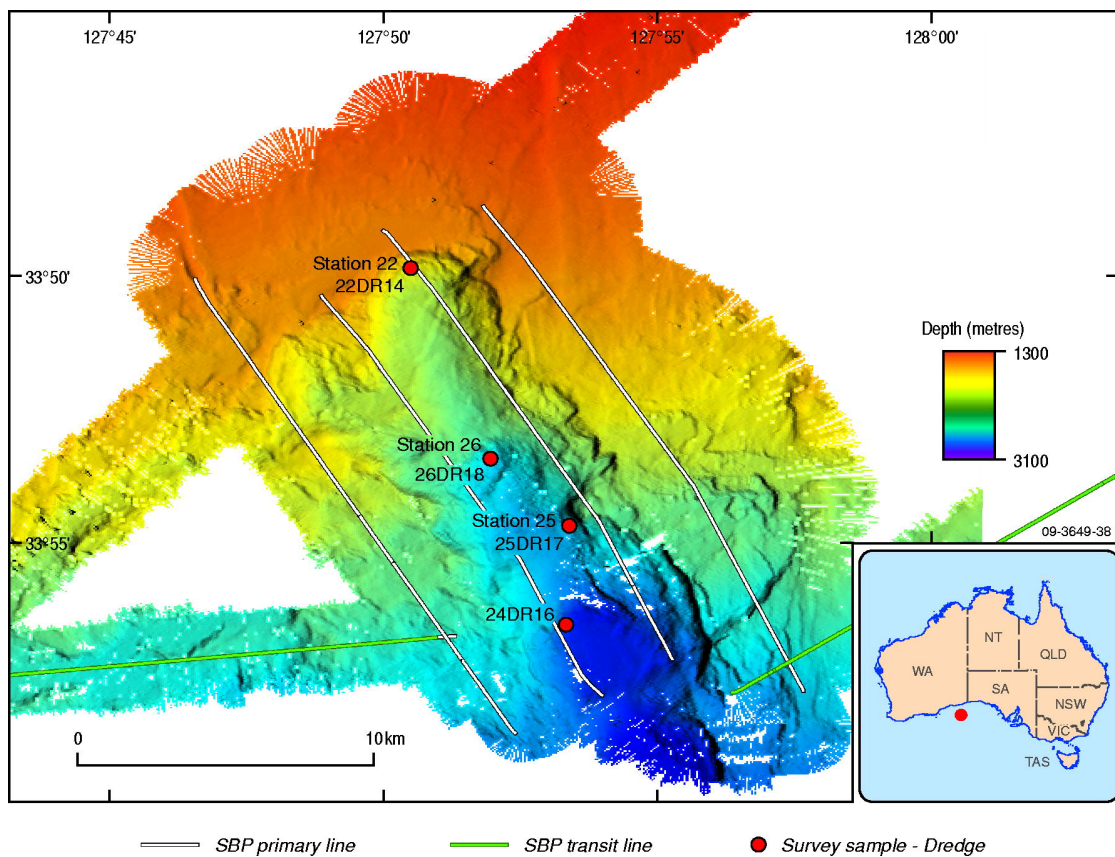 127°45'
127°50'
127°55'
128°00'
Station 22
22DR14
33°50'
Depth (metres)
1300
3100
Station 26
26DR18
Station 25
25DR17
33°55'
09-3649-38
24DR16
0
10km
NT
QLD
WA
SA
NSW
VIC
TAS
SBP primary line
SBP transit line
Survey sample - Dredge